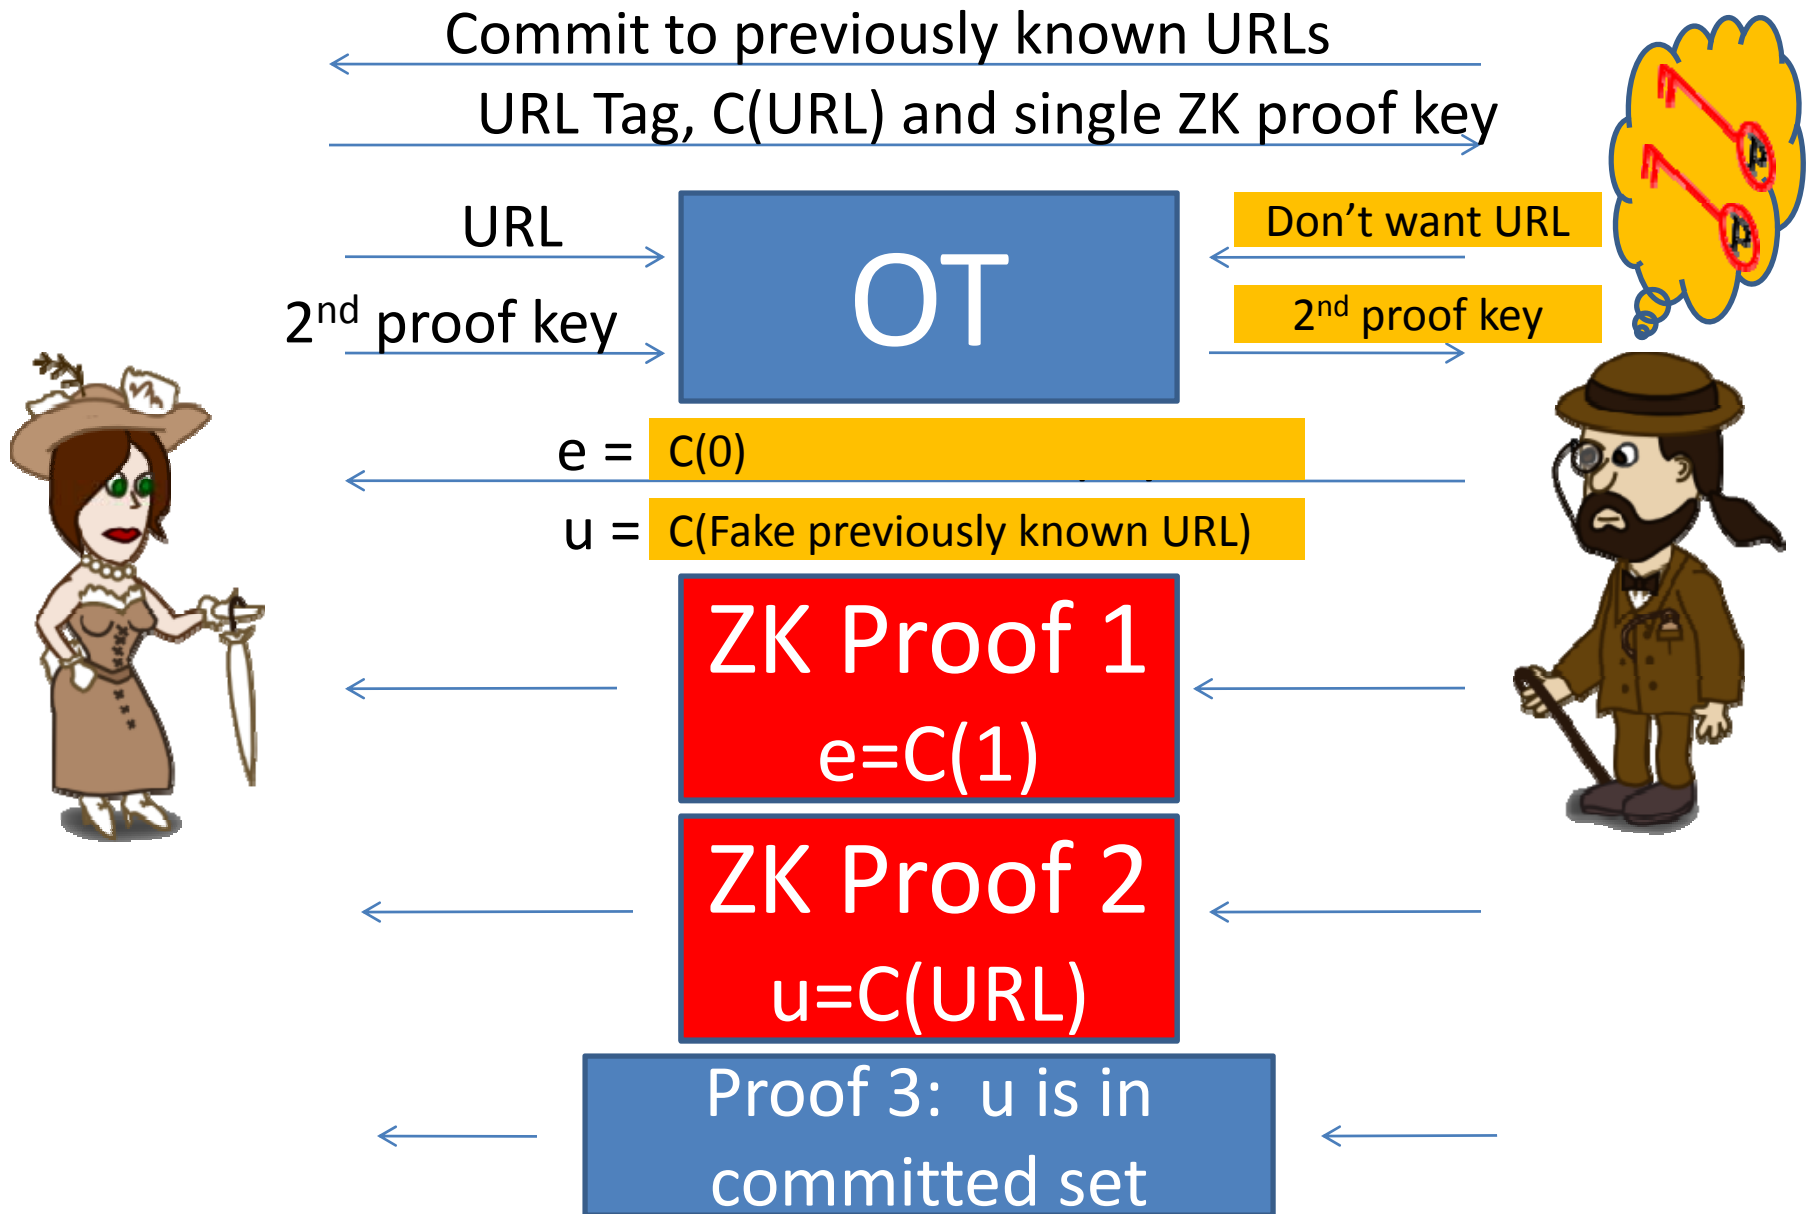 Commit to previously known URLs
URL Tag, C(URL) and single ZK proof key
URL
Don’t want URL
OT
2nd proof key
2nd proof key
e = C(0)
u = C(Fake previously known URL)
ZK Proof 1
e=C(1)
ZK Proof 2
u=C(URL)
Proof 3: u is in
committed set